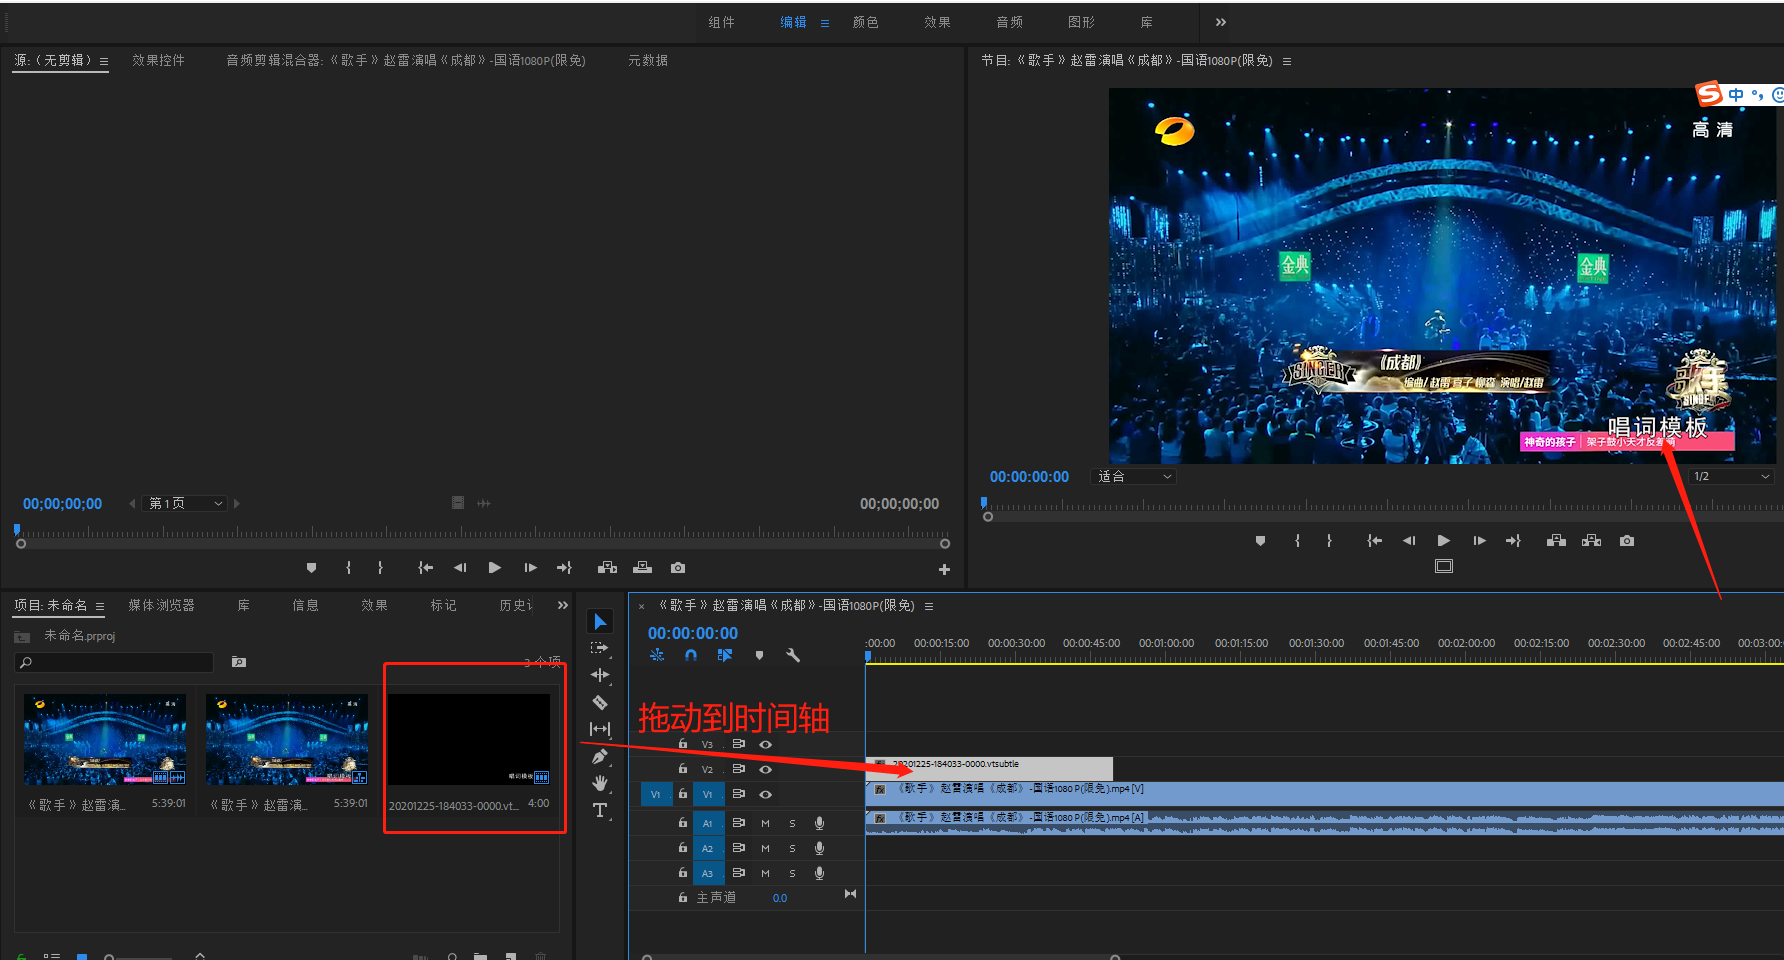 组件
编辑
颜色
效果
音频
图形
库
源:（无剪辑）
效果控件
音频剪辑混合器:《歌手》赵雷演唱《成都》-国语1080P(限免)
元数据
节目:《歌手》赵雷演唱《成都》-国语1080P(限免)
中
高清
金典
金典
SINGER
《成都》
编曲/赵雷 喜子 柳森 演唱/赵雷
歌手
唱词模板
神奇的孩子
00;00;00;00
第1页
00;00;00;00
00:00:00:00
适合
1/2
项目: 未命名
媒体浏览器
库
信息
效果
标记
历史
未命名.prproj
3 个项
《歌手》赵雷演...
5:39:01
《歌手》赵雷演...
5:39:01
唱词模板
20201225-184033-0000.vt...
4:00
× 《歌手》赵雷演唱《成都》-国语1080P(限免)
00:00:00:00
:00:00
00:00:15:00
00:00:30:00
00:00:45:00
00:01:00:00
00:01:15:00
00:01:30:00
00:01:45:00
00:02:00:00
00:02:15:00
00:02:30:00
00:02:45:00
00:03:00
拖动到时间轴
V3
V2
20201225-184033-0000.vtsubtle
V1
V1
fx 《歌手》赵雷演唱《成都》-国语1080P(限免).mp4 [V]
A1
M
S
fx 《歌手》赵雷演唱《成都》-国语1080P(限免).mp4 [A]
A2
M
S
A3
M
S
主声道
0.0